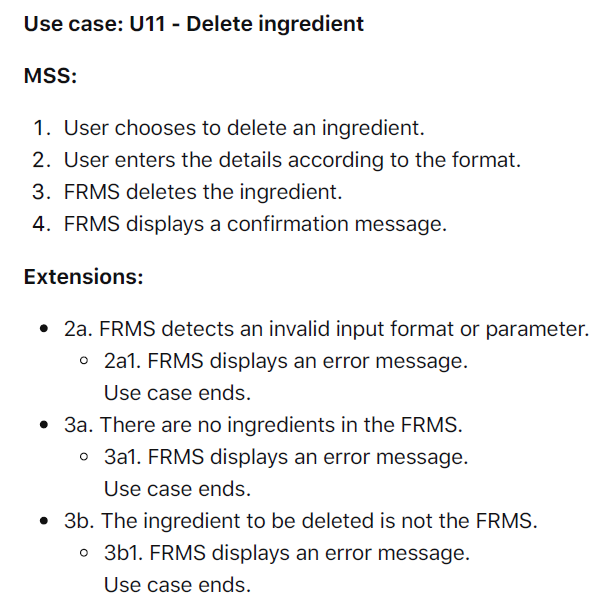 Use case: U11 - Delete ingredient
MSS:
1. User chooses to delete an ingredient.
2. User enters the details according to the format.
3. FRMS deletes the ingredient.
4. FRMS displays a confirmation message.
Extensions:
• 2a. FRMS detects an invalid input format or parameter.
◦ 2a1. FRMS displays an error message.
Use case ends.
• 3a. There are no ingredients in the FRMS.
◦ 3a1. FRMS displays an error message.
Use case ends.
• 3b. The ingredient to be deleted is not the FRMS.
◦ 3b1. FRMS displays an error message.
Use case ends.